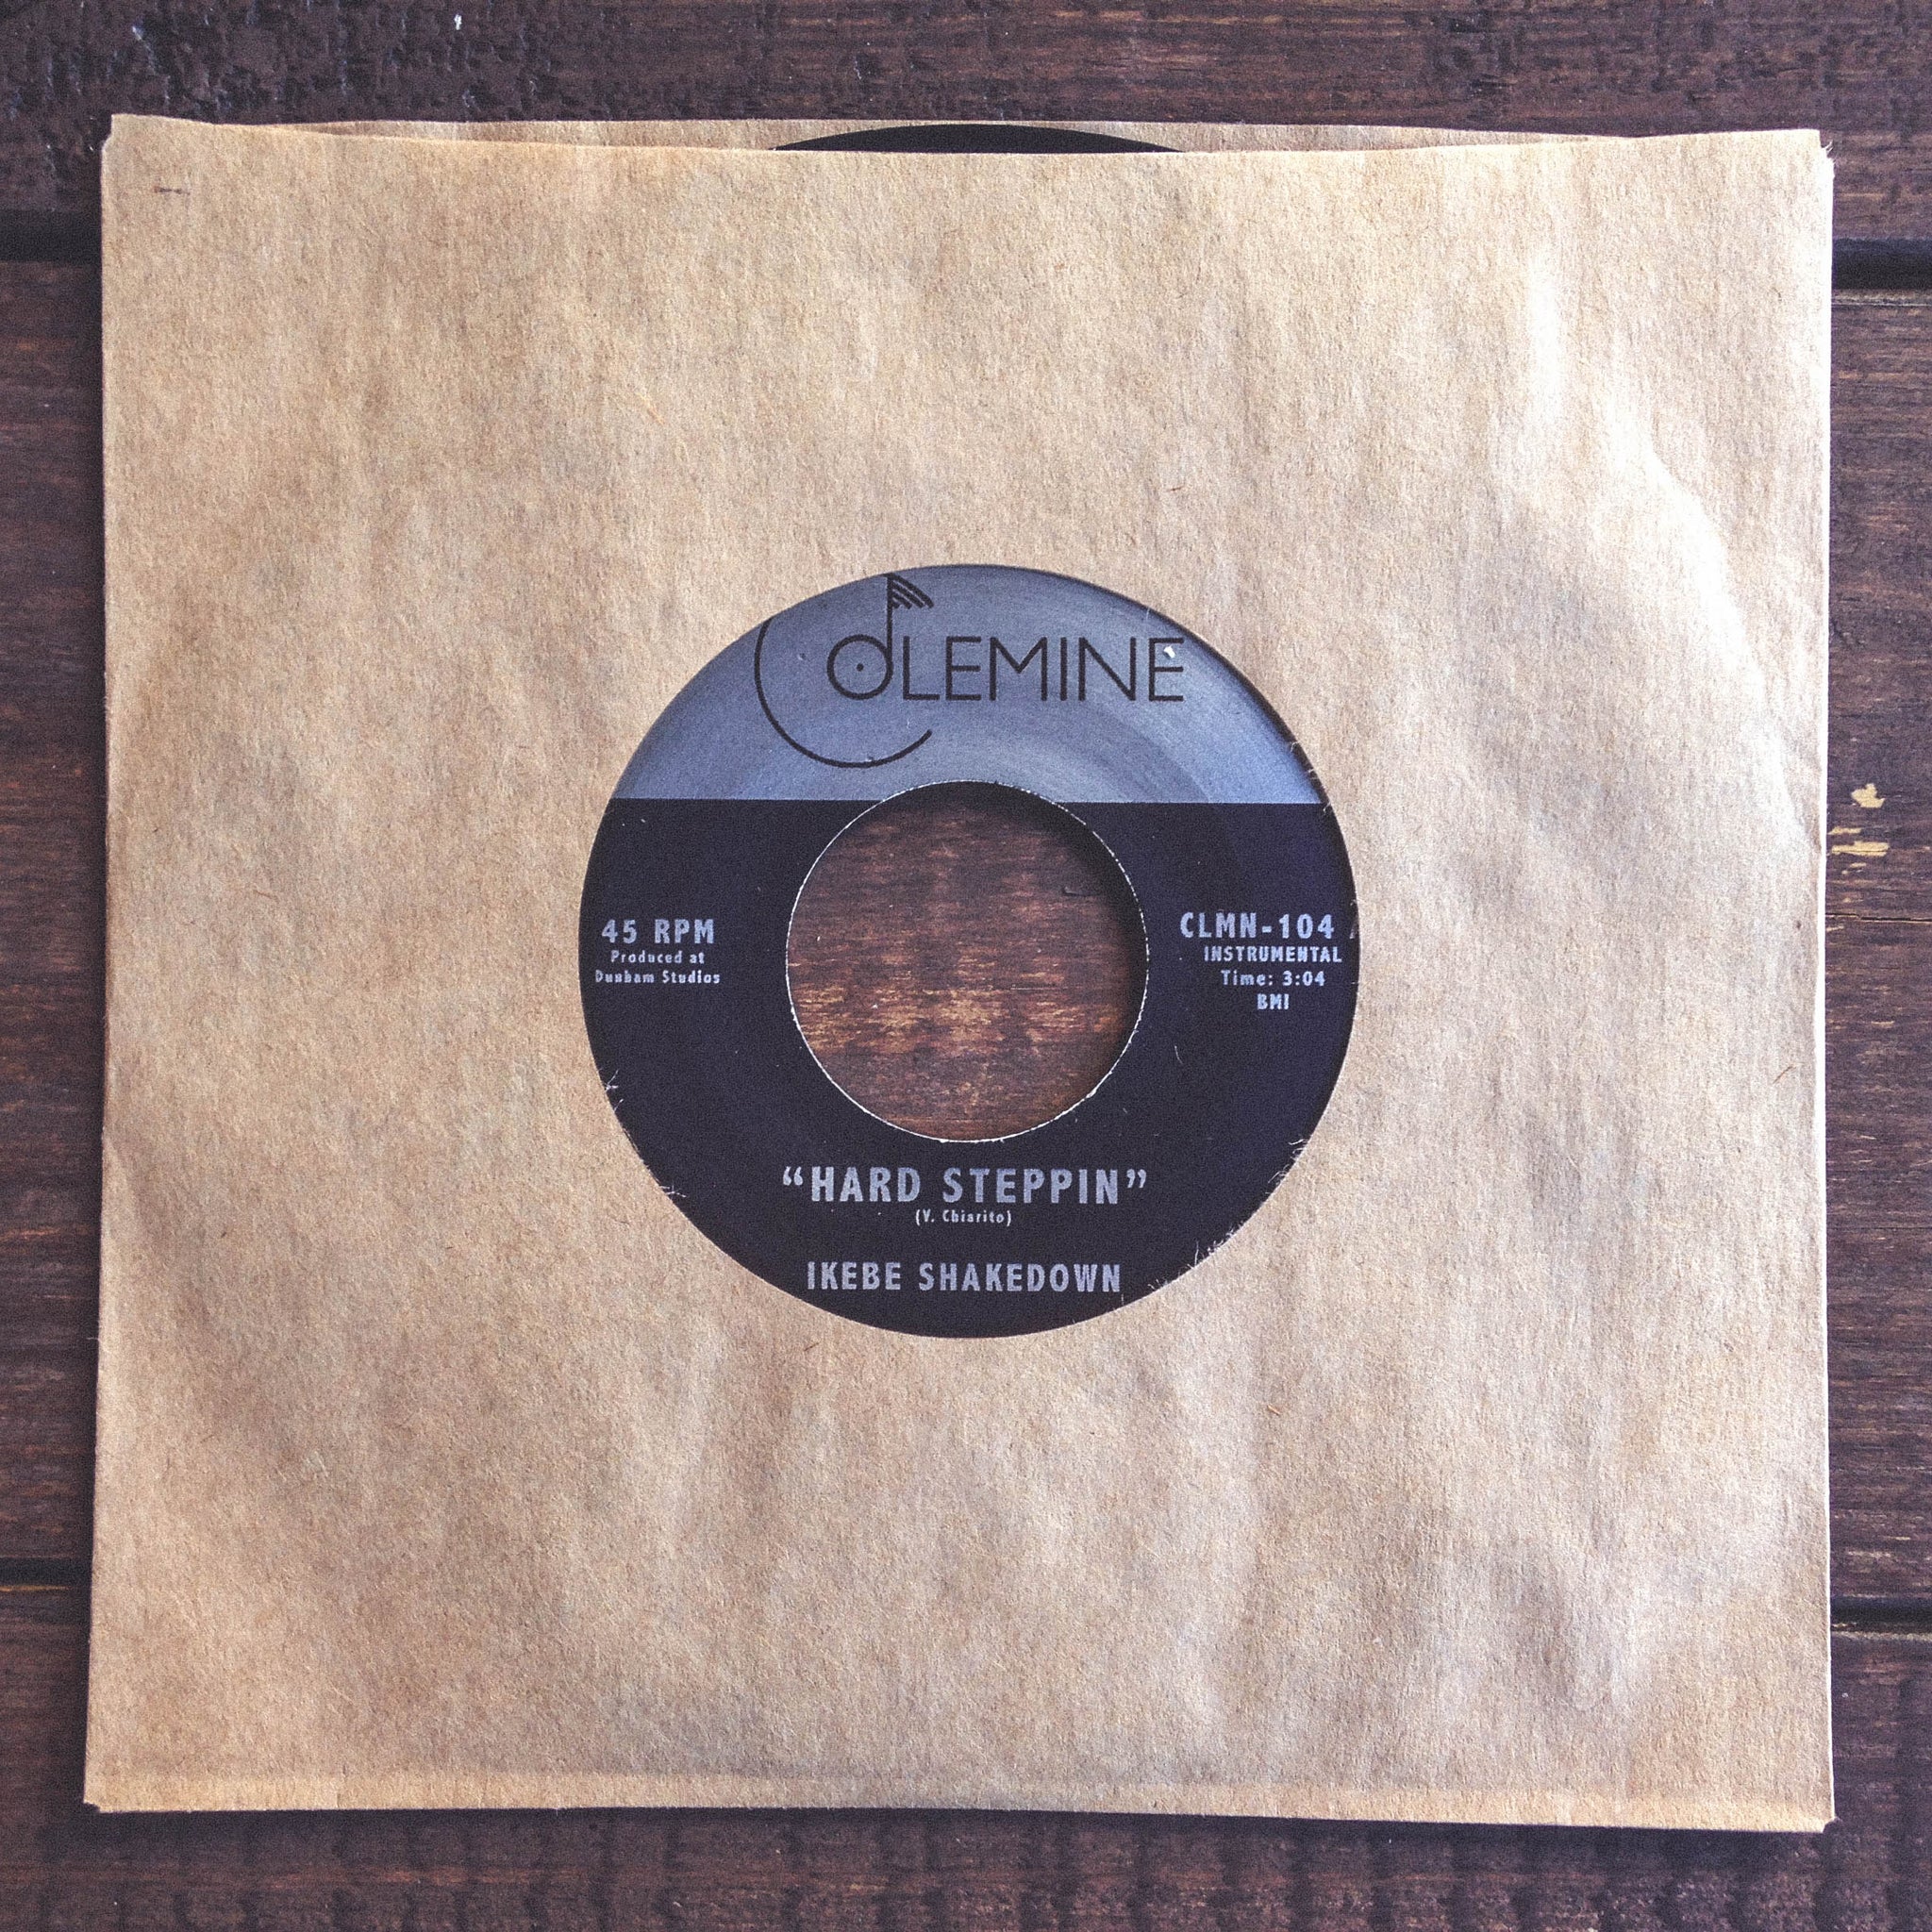 COLEMINE
45 RPM
Produced at
Dunham Studios
CLMN-104
INSTRUMENTAL
Time: 3:04
BMI
“HARD STEPPIN”
(V. Chiarito)
IKEBE SHAKEDOWN